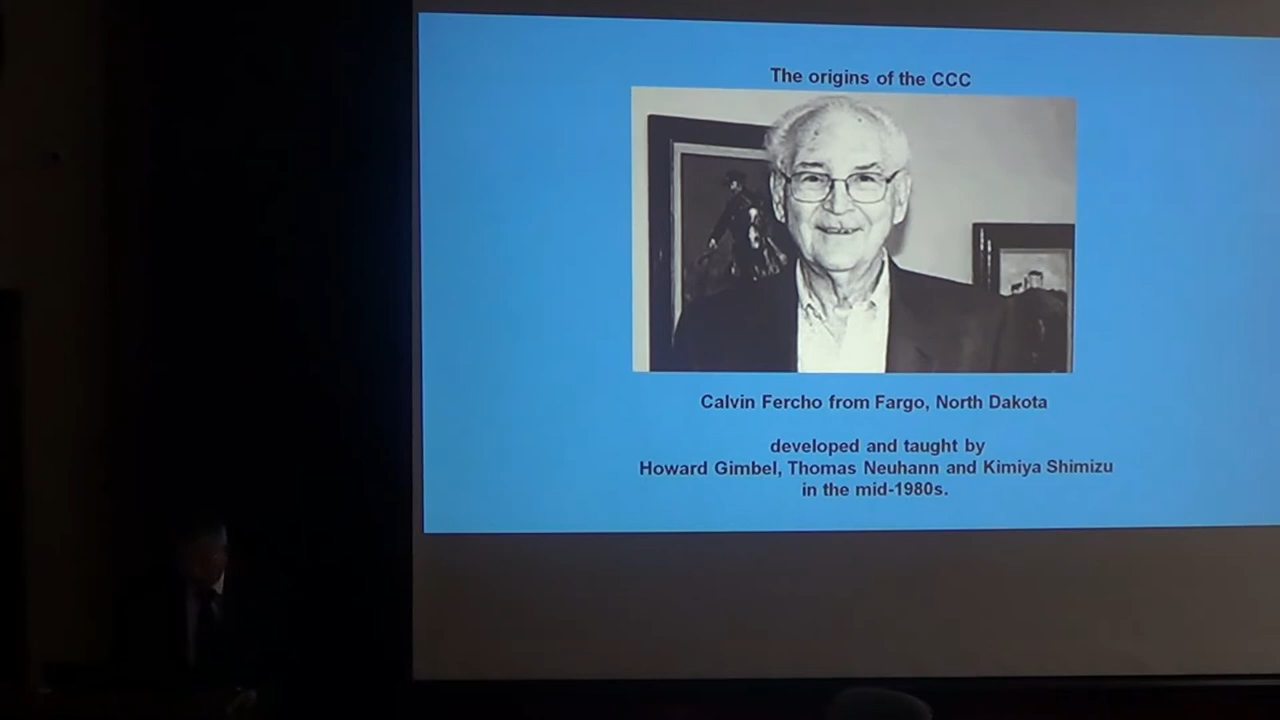 The origins of the CCC
Calvin Fercho from Fargo, North Dakota
developed and taught by
Howard Gimbel, Thomas Neuhann and Kimiya Shimizu
in the mid-1980s.